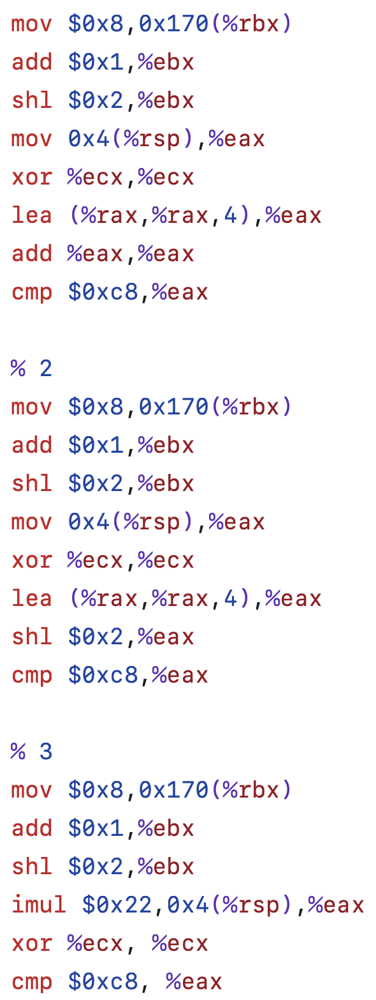 mov $0x8,0x170(%rbx)
add $0x1,%ebx
shl $0x2,%ebx
mov 0x4(%rsp),%eax
xor %ecx,%ecx
lea (%rax,%rax,4),%eax
add %eax,%eax
cmp $0xc8,%eax

% 2
mov $0x8,0x170(%rbx)
add $0x1,%ebx
shl $0x2,%ebx
mov 0x4(%rsp),%eax
xor %ecx,%ecx
lea (%rax,%rax,4),%eax
shl $0x2,%eax
cmp $0xc8,%eax

% 3
mov $0x8,0x170(%rbx)
add $0x1,%ebx
shl $0x2,%ebx
imul $0x22,0x4(%rsp),%eax
xor %ecx, %ecx
cmp $0xc8, %eax